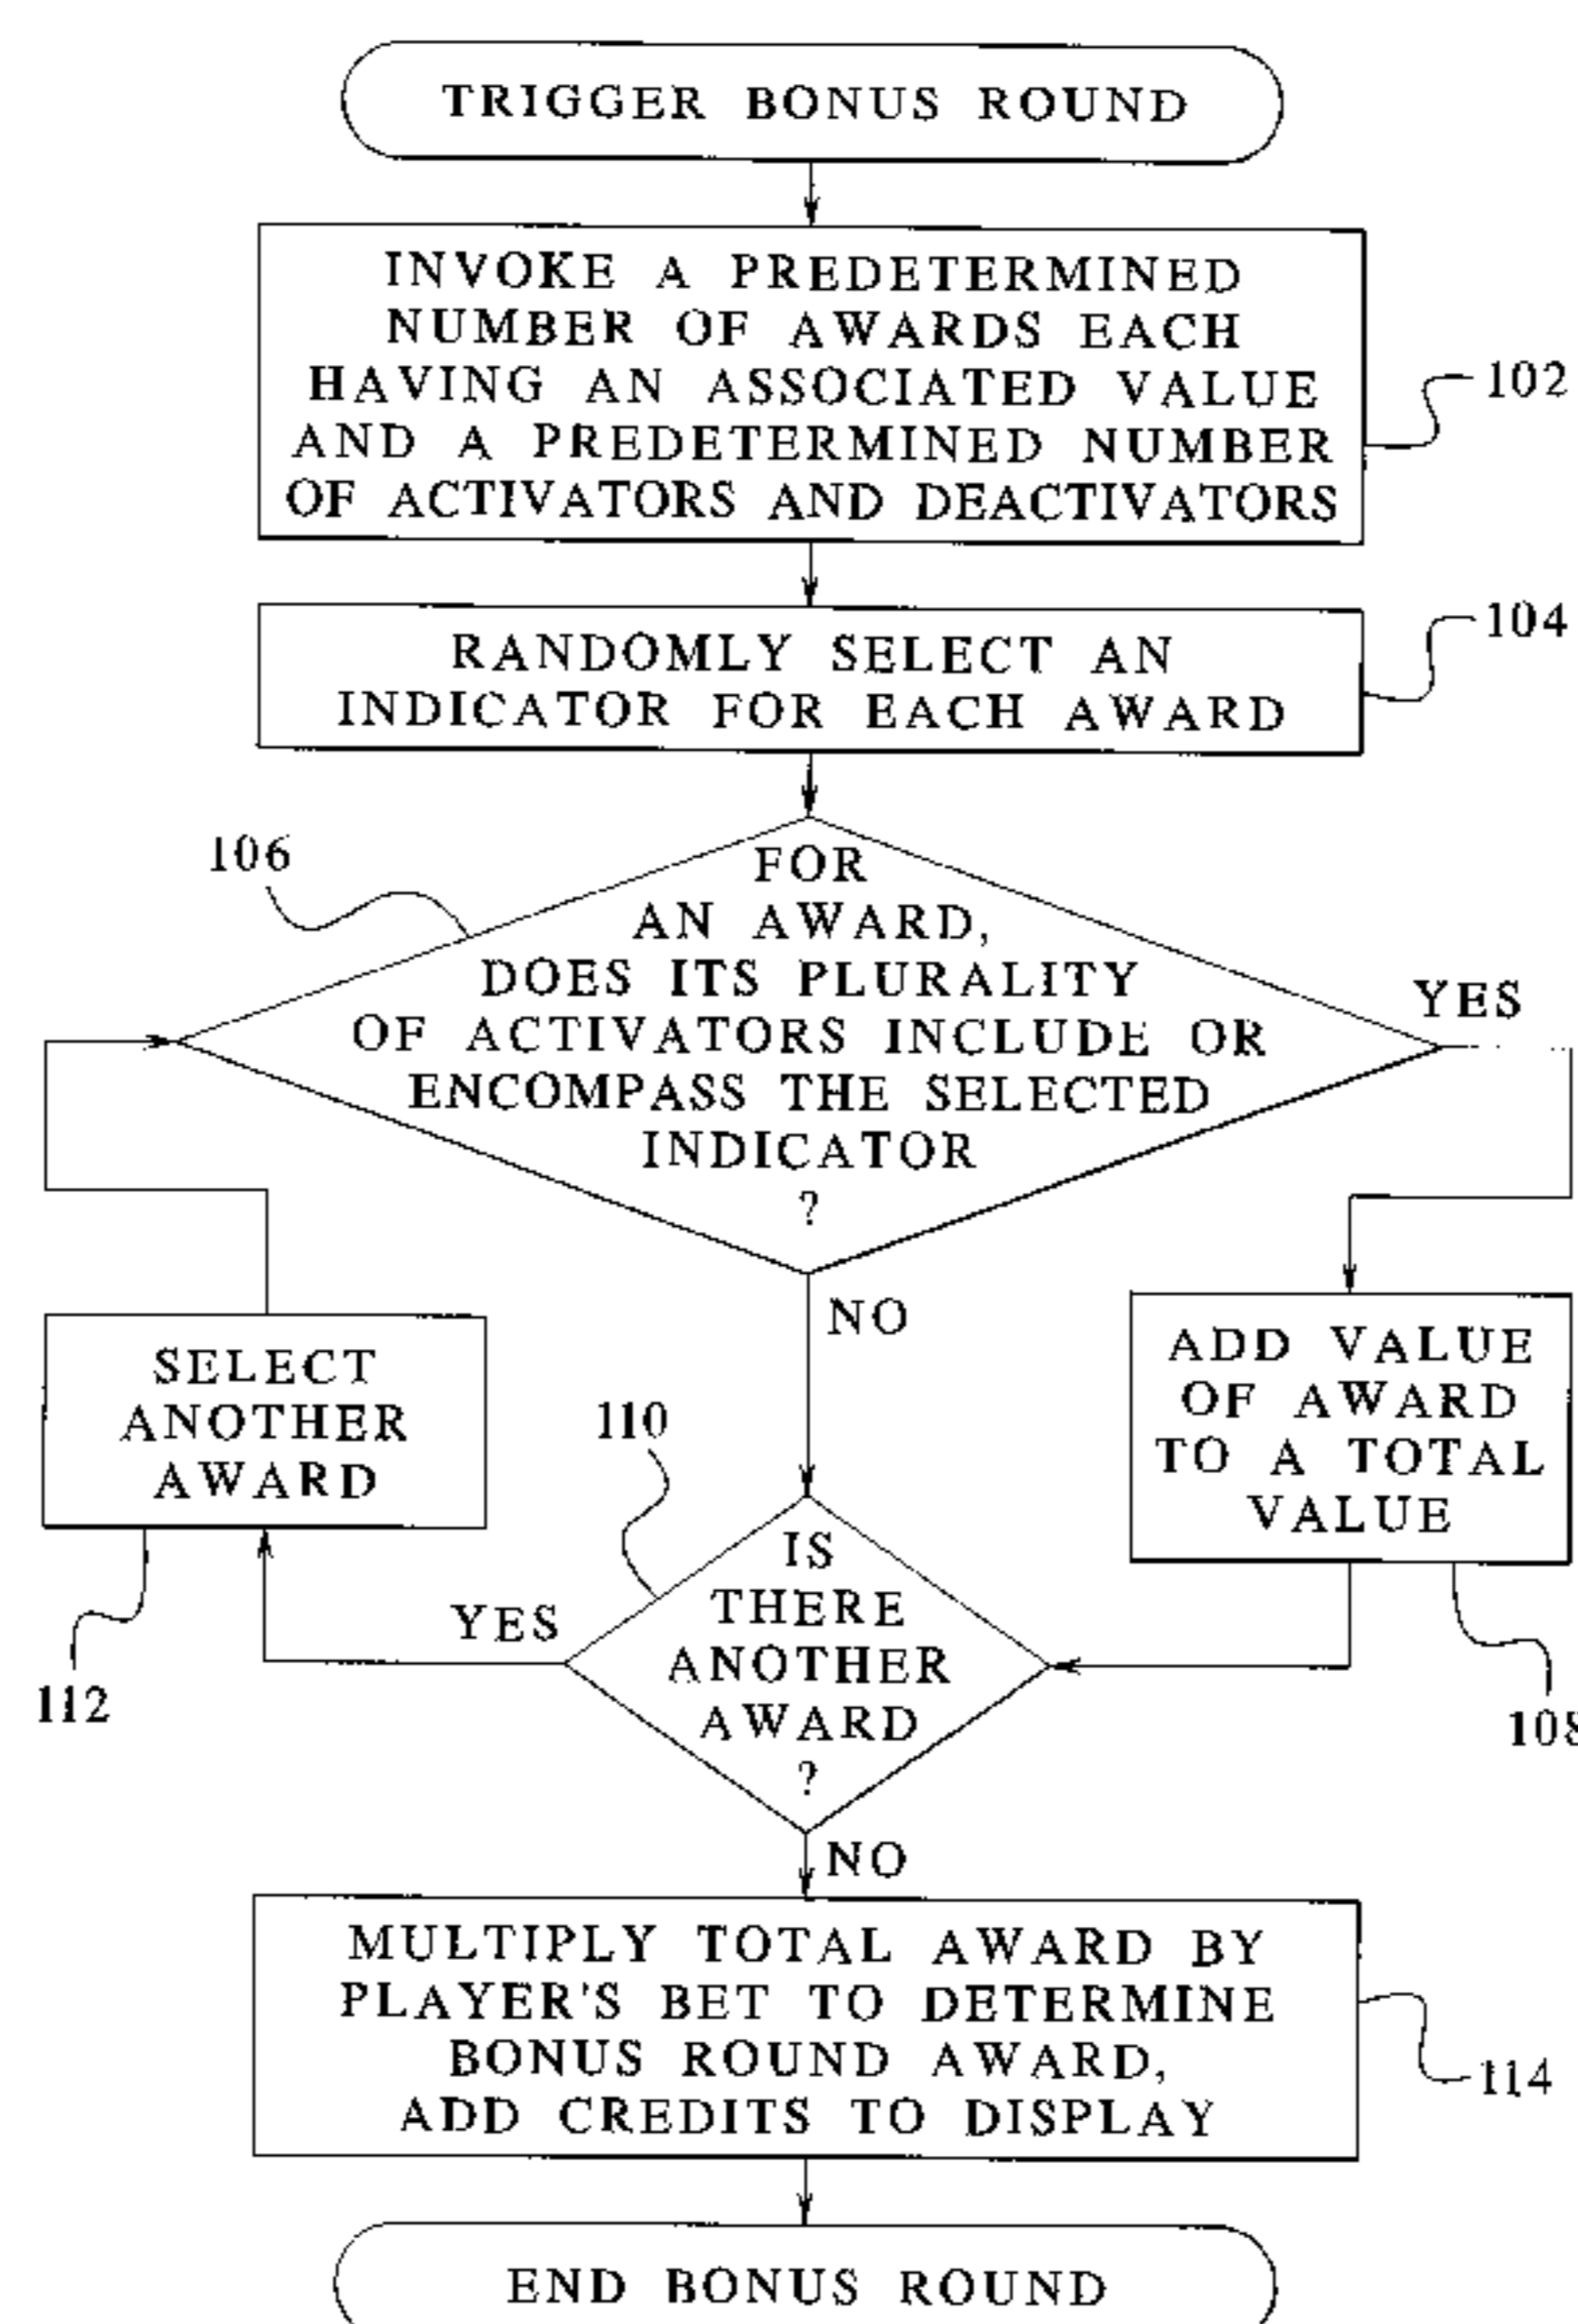 TRIGGER BONUS ROUND
INVOKE A PREDETERMINED
NUMBER OF AWARDS EACH
HAVING AN ASSOCIATED VALUE
AND A PREDETERMINED NUMBER
OF ACTIVATORS AND DEACTIVATORS
102
RANDOMLY SELECT AN
INDICATOR FOR EACH AWARD
104
106
FOR
AN AWARD,
DOES ITS PLURALITY
OF ACTIVATORS INCLUDE OR
ENCOMPASS THE SELECTED
INDICATOR
?
YES
NO
ADD VALUE
OF AWARD
TO A TOTAL
VALUE
108
SELECT
ANOTHER
AWARD
112
110
IS
THERE
ANOTHER
AWARD
?
YES
NO
MULTIPLY TOTAL AWARD BY
PLAYER'S BET TO DETERMINE
BONUS ROUND AWARD,
ADD CREDITS TO DISPLAY
114
END BONUS ROUND